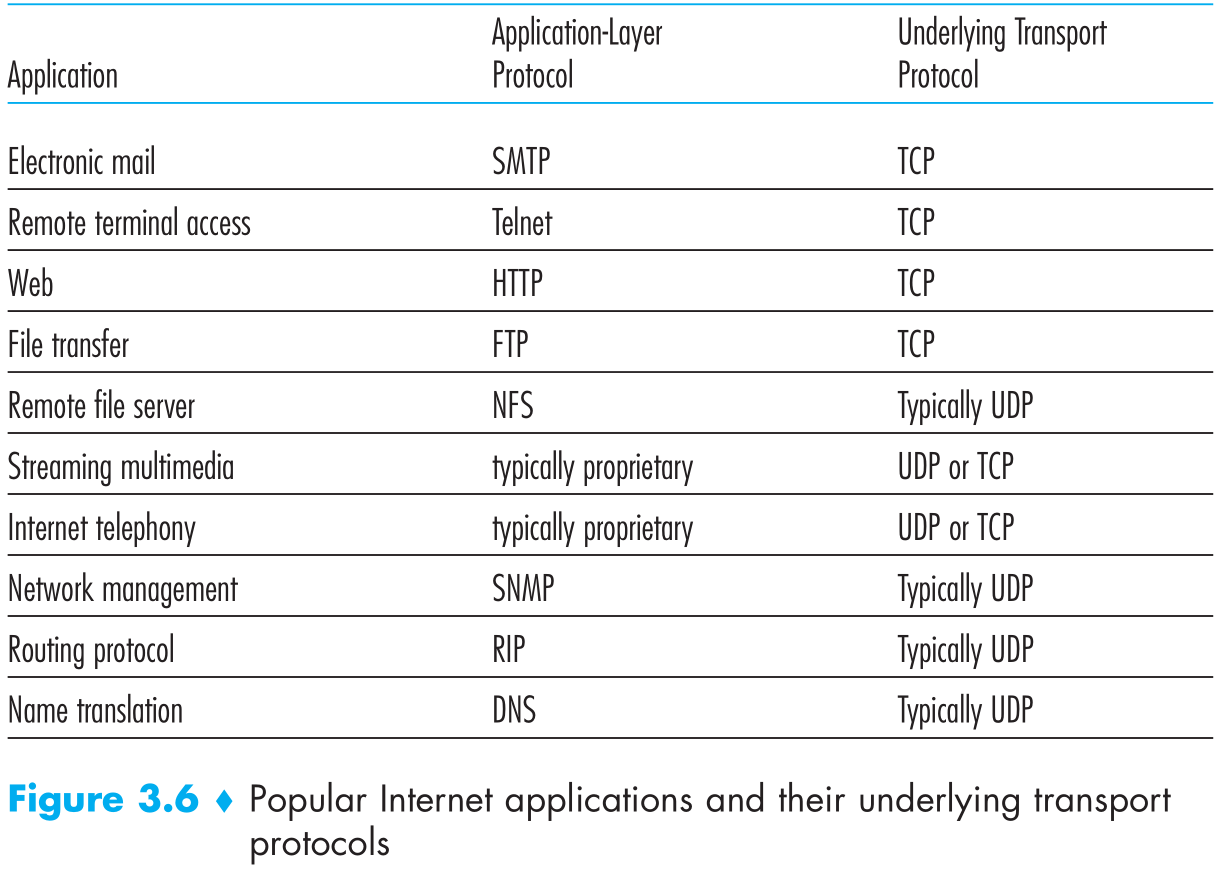 Application-Layer Underlying Transport
Application Protocol Protocol
Electronic mail SMTP TCP
Remote terminal access Telnet TCP
Web HTTP TCP
File transfer FTP TCP
Remote file server NFS Typically UDP
Streaming multimedia typically proprietary UDP or TCP
Internet telephony typically proprietary UDP or TCP
Network management SNMP Typically UDP
Routing protocol RIP Typically UDP
Name translation DNS Typically UDP
Figure 3.6 ♦ Popular Internet applications and their underlying transport
protocols